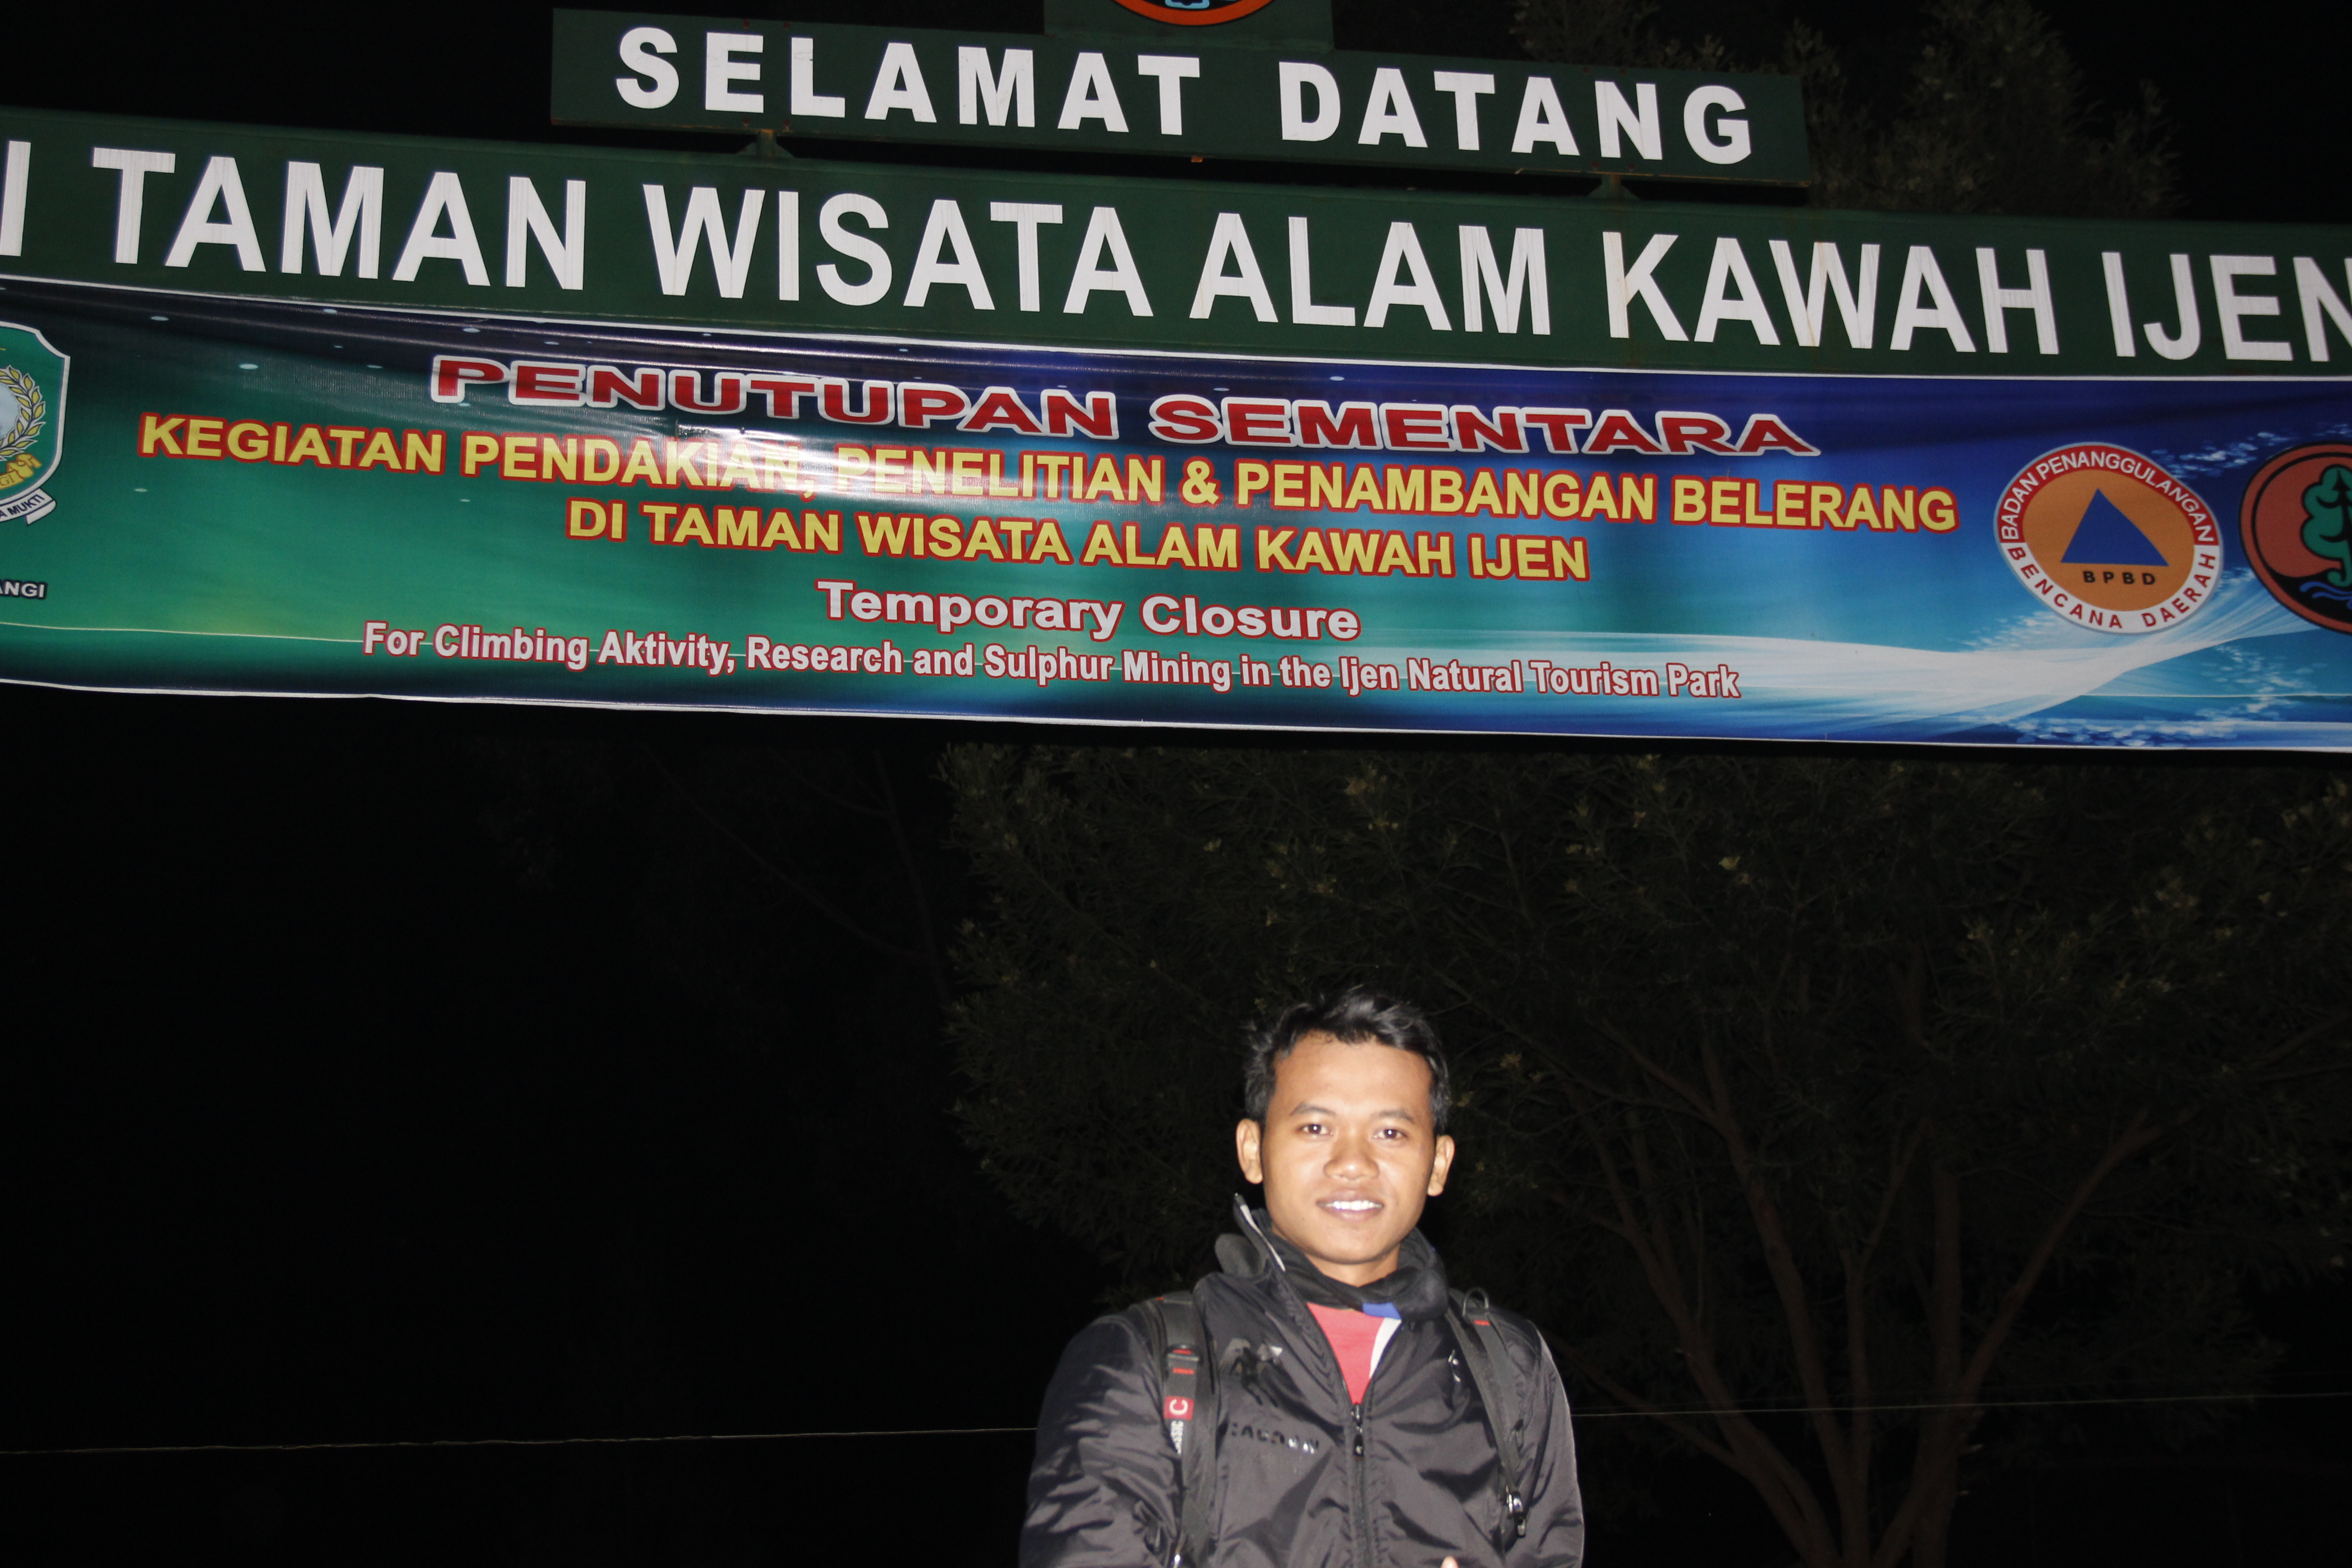 SELAMAT DATANG
I TAMAN WISATA ALAM KAWAH IJEN
PENUTUPAN SEMENTARA
KEGIATAN PENDAKIAN, PENELITIAN & PENAMBANGAN BELERANG
DI TAMAN WISATA ALAM KAWAH IJEN
Temporary Closure
For Climbing Aktivity, Research and Sulphur Mining in the Ijen Natural Tourism Park
BADAN PENANGGULANGAN
BPBD
BENCANA DAERAH
MUKTI
ANGI
C